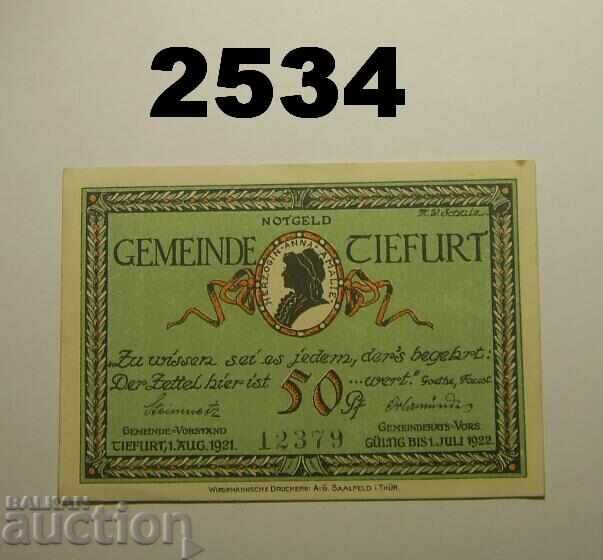 2534
NOTGELD
GEMEINDE TIEFURT
HERZOGIN·ANNA·AMALIE
„Zu wissen sei es jedem, der's begehrt:
Der Zettel hier ist 50 Pf ...wert." Goethe, Faust.
Steinmetz
GEMEINDE-VORSTAND GEMEINDERATS-VORS.
TIEFURT, 1. AUG. 1921. 12379 GÜLTIG BIS 1. JULI 1922.
WIEDEMANNSCHE DRUCKEREI A.G. SAALFELD I. THÜR.
BALKAN
auction